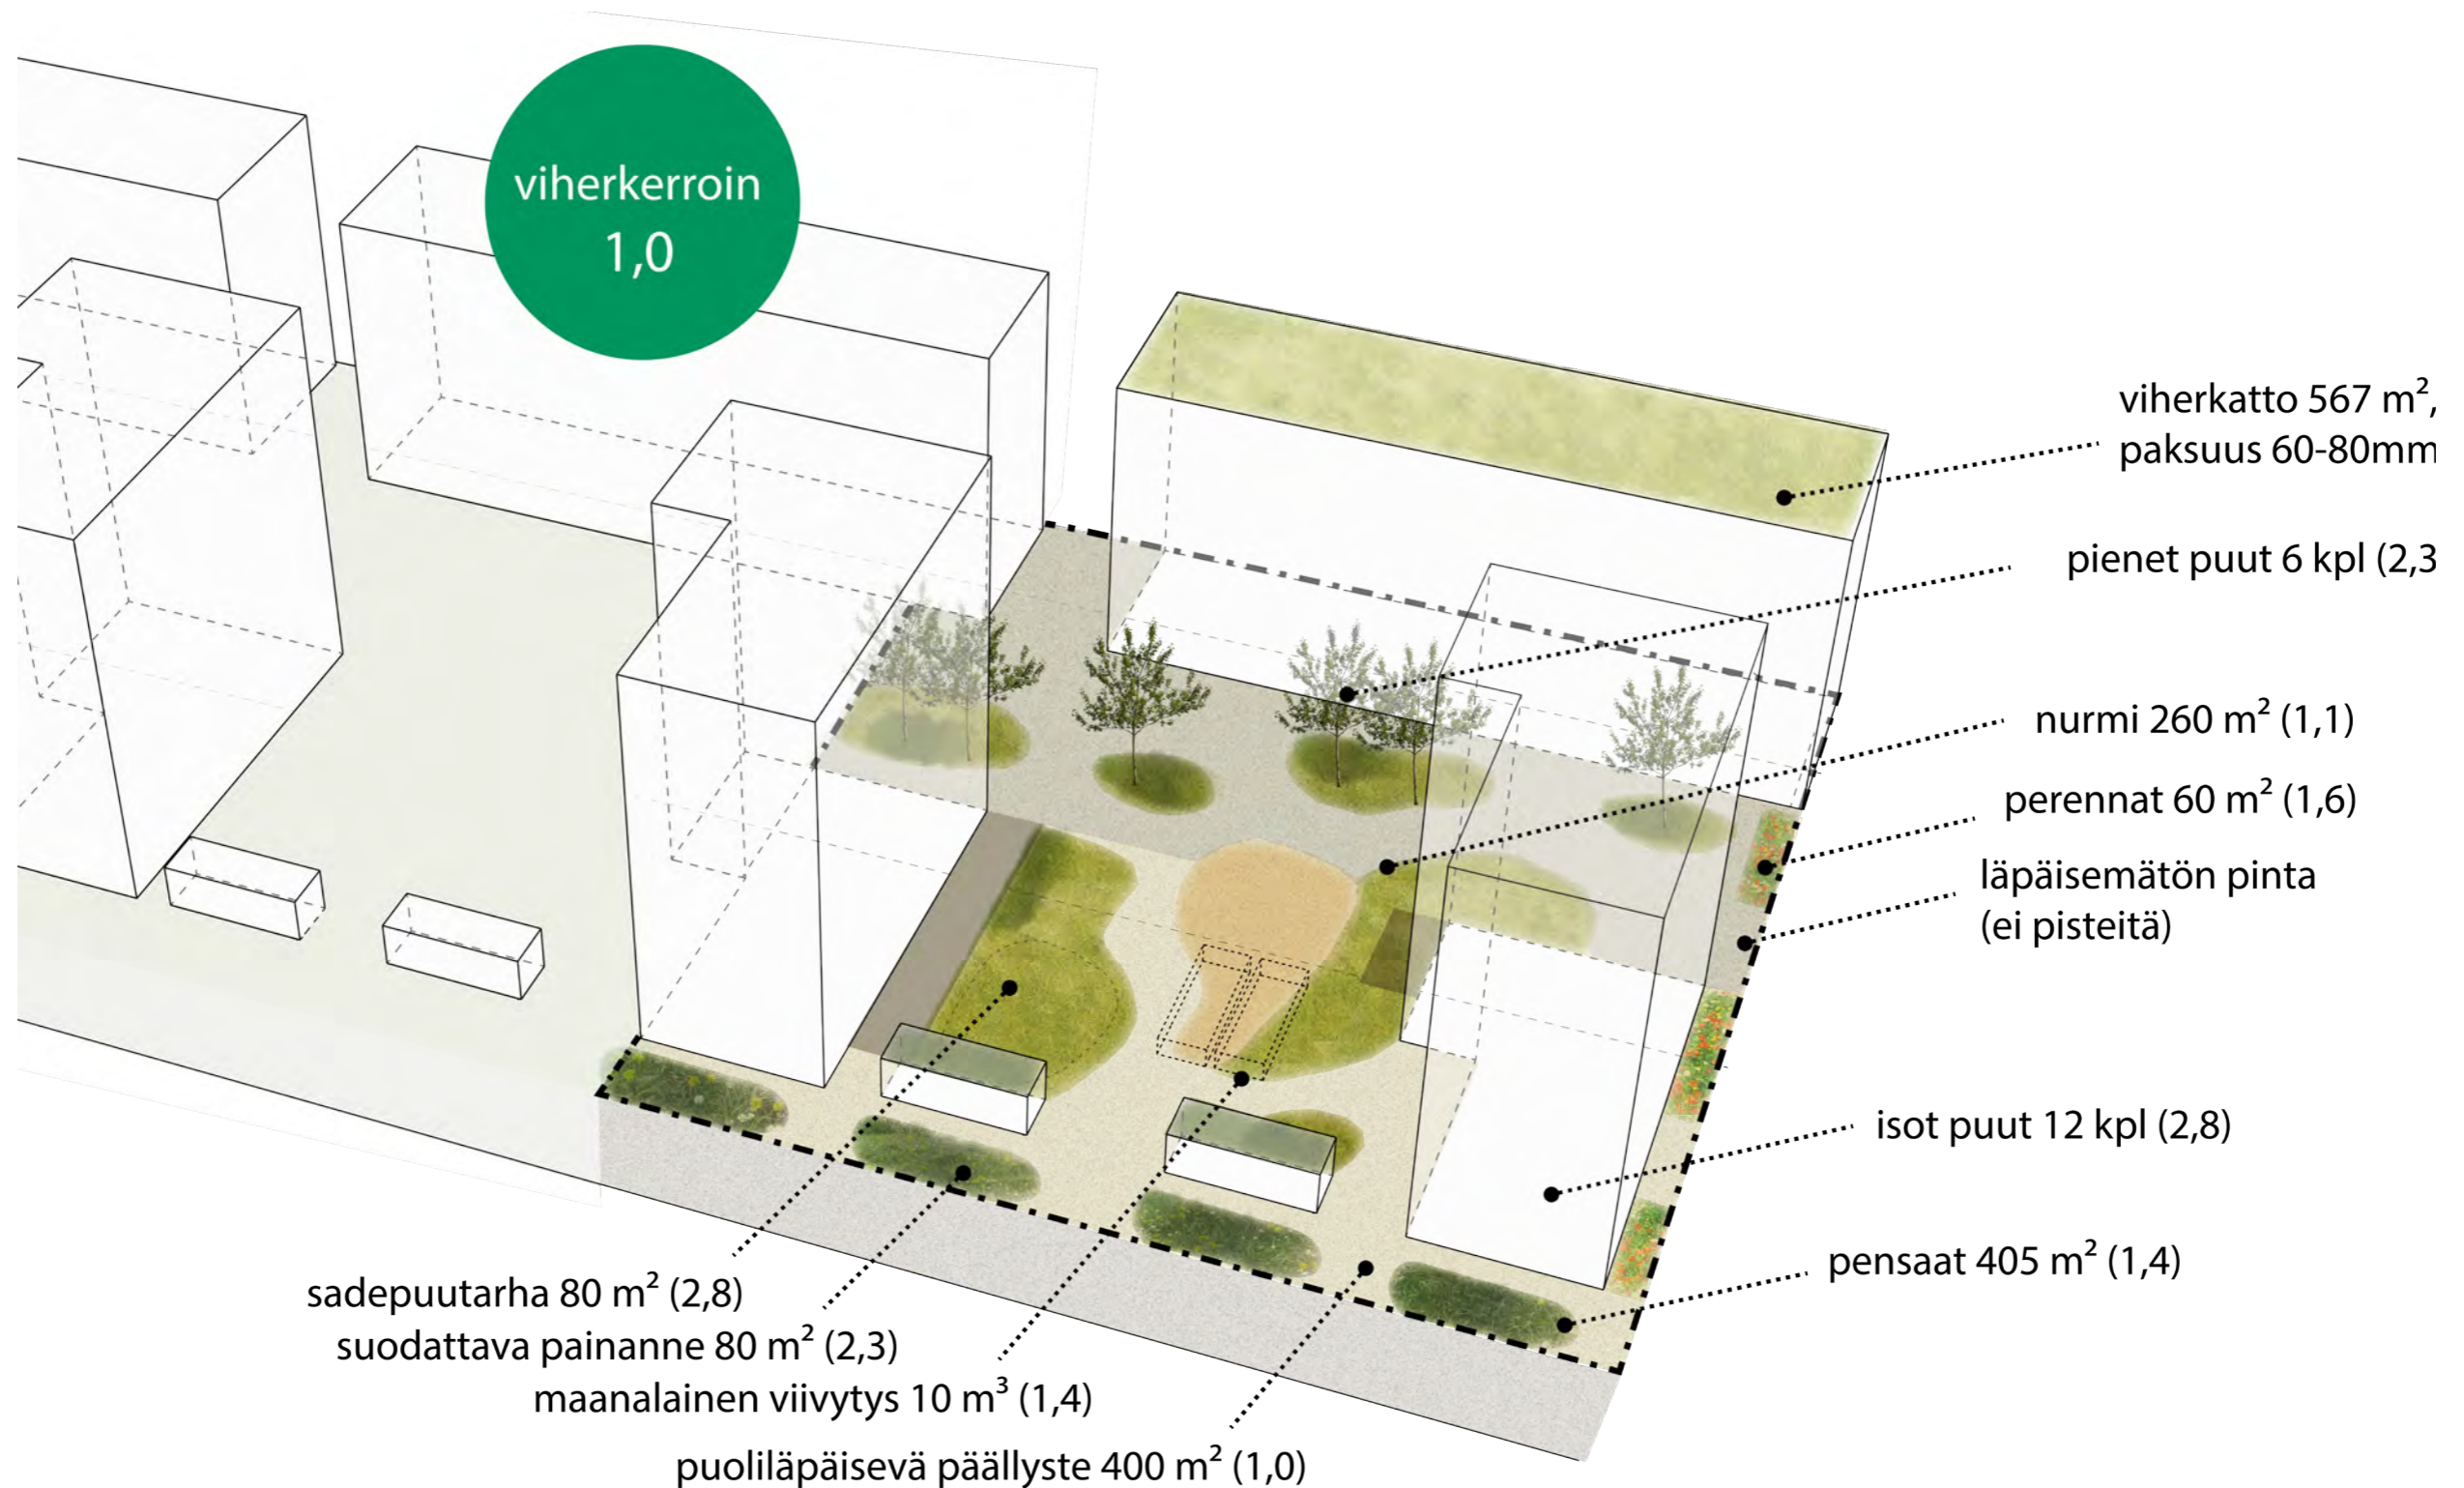 viherkerroin
1,0
viherkatto 567 m²,
paksuus 60-80mm
pienet puut 6 kpl (2,3
nurmi 260 m² (1,1)
perennat 60 m² (1,6)
läpäisemätön pinta
(ei pisteitä)
isot puut 12 kpl (2,8)
pensaat 405 m² (1,4)
sadepuutarha 80 m² (2,8)
suodattava painanne 80 m² (2,3)
maanalainen viivytys 10 m³ (1,4)
puoliläpäisevä päällyste 400 m² (1,0)